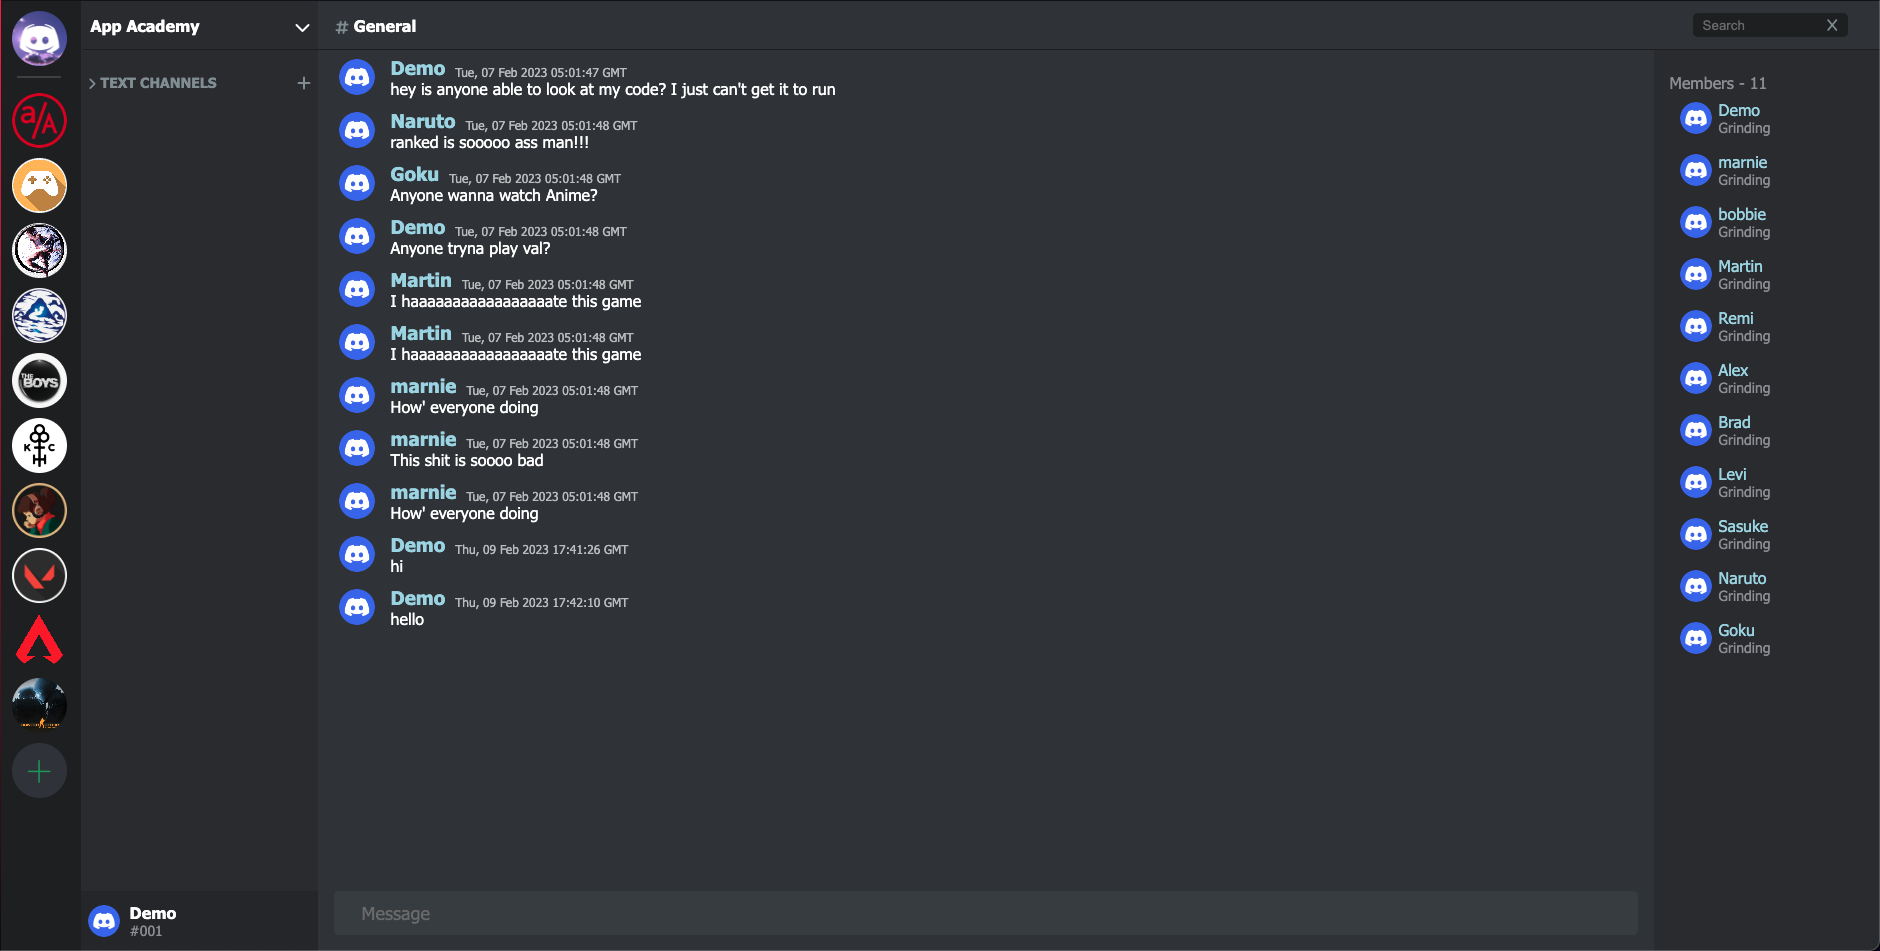 App Academy
# General
Search
a/A
THE BOYS
K C
TEXT CHANNELS
Demo Tue, 07 Feb 2023 05:01:47 GMT
hey is anyone able to look at my code? I just can't get it to run
Naruto Tue, 07 Feb 2023 05:01:48 GMT
ranked is sooooo ass man!!!
Goku Tue, 07 Feb 2023 05:01:48 GMT
Anyone wanna watch Anime?
Demo Tue, 07 Feb 2023 05:01:48 GMT
Anyone tryna play val?
Martin Tue, 07 Feb 2023 05:01:48 GMT
I haaaaaaaaaaaaaaaaate this game
Martin Tue, 07 Feb 2023 05:01:48 GMT
I haaaaaaaaaaaaaaaaate this game
marnie Tue, 07 Feb 2023 05:01:48 GMT
How' everyone doing
marnie Tue, 07 Feb 2023 05:01:48 GMT
This shit is soooo bad
marnie Tue, 07 Feb 2023 05:01:48 GMT
How' everyone doing
Demo Thu, 09 Feb 2023 17:41:26 GMT
hi
Demo Thu, 09 Feb 2023 17:42:10 GMT
hello
Message
Members - 11
Demo
Grinding
marnie
Grinding
bobbie
Grinding
Martin
Grinding
Remi
Grinding
Alex
Grinding
Brad
Grinding
Levi
Grinding
Sasuke
Grinding
Naruto
Grinding
Goku
Grinding
Demo
#001